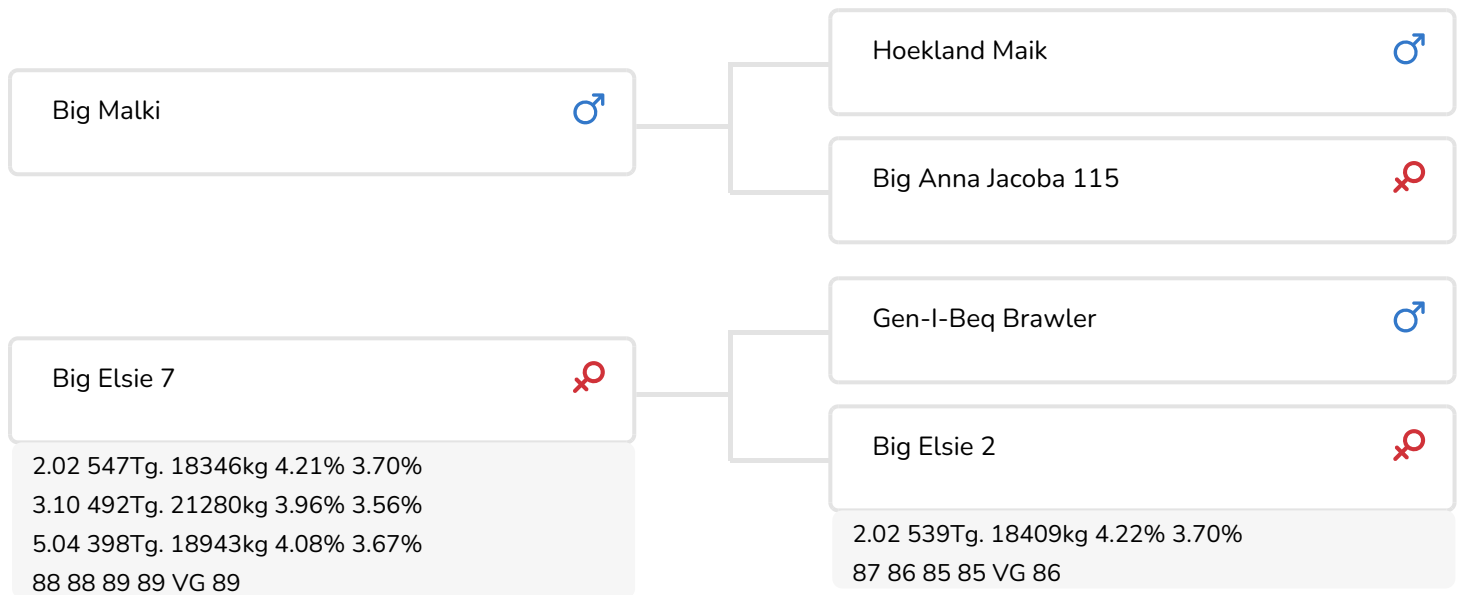 Big Malki
Hoekland Maik
Big Anna Jacoba 115
Big Elsie 7
2.02 547Tg. 18346kg 4.21% 3.70%
3.10 492Tg. 21280kg 3.96% 3.56%
5.04 398Tg. 18943kg 4.08% 3.67%
88 88 89 89 VG 89
Gen-I-Beq Brawler
Big Elsie 2
2.02 539Tg. 18409kg 4.22% 3.70%
87 86 85 85 VG 86